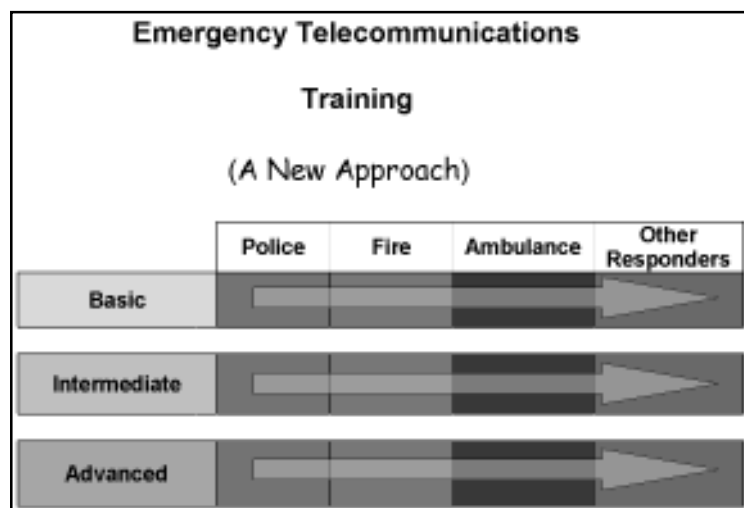 Emergency Telecommunications
Training
(A New Approach)
Police Fire Ambulance Other Responders
Basic
Intermediate
Advanced